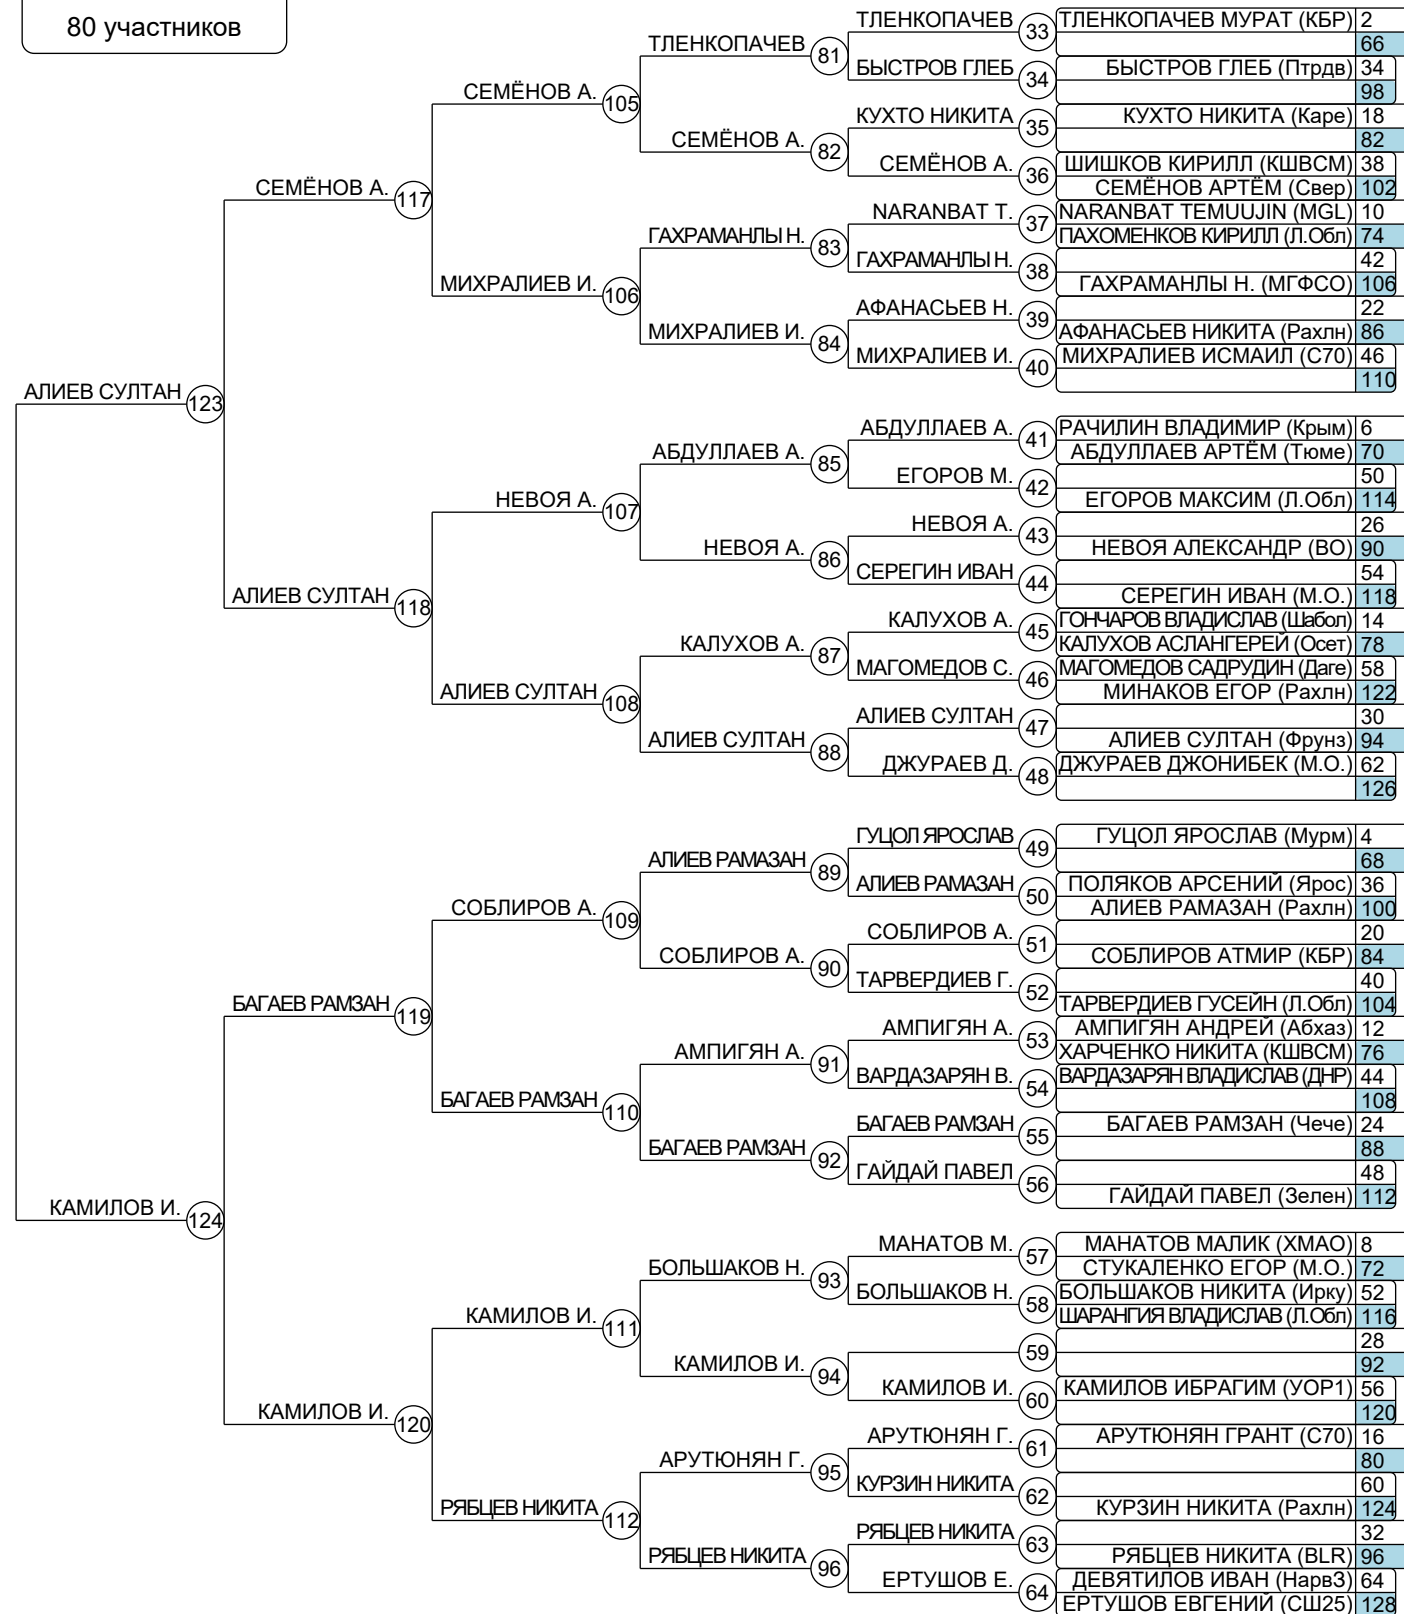 80 участников
ТЛЕНКОПАЧЕВ 33 ТЛЕНКОПАЧЕВ МУРАТ (КБР) 2
ТЛЕНКОПАЧЕВ 81 66
БЫСТРОВ ГЛЕБ 34 БЫСТРОВ ГЛЕБ (Птрдв) 34
СЕМЁНОВ А. 105 98
КУХТО НИКИТА 35 КУХТО НИКИТА (Каре) 18
СЕМЁНОВ А. 82 82
СЕМЁНОВ А. 36 ШИШКОВ КИРИЛЛ (КШВСМ) 38
СЕМЁНОВ А. 117 СЕМЁНОВ АРТЁМ (Свер) 102
NARANBAT T. 37 NARANBAT TEMUUJIN (MGL) 10
ГАХРАМАНЛЫ Н. 83 ПАХОМЕНКОВ КИРИЛЛ (Л.Обл) 74
ГАХРАМАНЛЫ Н. 38 42
МИХРАЛИЕВ И. 106 ГАХРАМАНЛЫ Н. (МГФСО) 106
АФАНАСЬЕВ Н. 39 22
МИХРАЛИЕВ И. 84 АФАНАСЬЕВ НИКИТА (Рахлн) 86
МИХРАЛИЕВ И. 40 МИХРАЛИЕВ ИСМАИЛ (С70) 46
110
АЛИЕВ СУЛТАН 123
АБДУЛЛАЕВ А. 41 РАЧИЛИН ВЛАДИМИР (Крым) 6
АБДУЛЛАЕВ А. 85 АБДУЛЛАЕВ АРТЁМ (Тюме) 70
ЕГОРОВ М. 42 50
НЕВОЯ А. 107 ЕГОРОВ МАКСИМ (Л.Обл) 114
НЕВОЯ А. 43 26
НЕВОЯ А. 86 НЕВОЯ АЛЕКСАНДР (ВО) 90
СЕРЕГИН ИВАН 44 54
АЛИЕВ СУЛТАН 118 СЕРЕГИН ИВАН (М.О.) 118
КАЛУХОВ А. 45 ГОНЧАРОВ ВЛАДИСЛАВ (Шабол) 14
КАЛУХОВ А. 87 КАЛУХОВ АСЛАНГЕРЕЙ (Осет) 78
МАГОМЕДОВ С. 46 МАГОМЕДОВ САДРУДИН (Даге) 58
АЛИЕВ СУЛТАН 108 МИНАКОВ ЕГОР (Рахлн) 122
АЛИЕВ СУЛТАН 47 30
АЛИЕВ СУЛТАН 88 АЛИЕВ СУЛТАН (Фрунз) 94
ДЖУРАЕВ Д. 48 ДЖУРАЕВ ДЖОНИБЕК (М.О.) 62
126
ГУЦОЛ ЯРОСЛАВ 49 ГУЦОЛ ЯРОСЛАВ (Мурм) 4
АЛИЕВ РАМАЗАН 89 68
АЛИЕВ РАМАЗАН 50 ПОЛЯКОВ АРСЕНИЙ (Ярос) 36
СОБЛИРОВ А. 109 АЛИЕВ РАМАЗАН (Рахлн) 100
СОБЛИРОВ А. 51 20
СОБЛИРОВ А. 90 СОБЛИРОВ АТМИР (КБР) 84
ТАРВЕРДИЕВ Г. 52 40
БАГАЕВ РАМЗАН 119 ТАРВЕРДИЕВ ГУСЕЙН (Л.Обл) 104
АМПИГЯН А. 53 АМПИГЯН АНДРЕЙ (Абхаз) 12
АМПИГЯН А. 91 ХАРЧЕНКО НИКИТА (КШВСМ) 76
ВАРДАЗАРЯН В. 54 ВАРДАЗАРЯН ВЛАДИСЛАВ (ДНР) 44
БАГАЕВ РАМЗАН 110 108
БАГАЕВ РАМЗАН 55 БАГАЕВ РАМЗАН (Чече) 24
БАГАЕВ РАМЗАН 92 88
ГАЙДАЙ ПАВЕЛ 56 48
ГАЙДАЙ ПАВЕЛ (Зелен) 112
КАМИЛОВ И. 124
МАНАТОВ М. 57 МАНАТОВ МАЛИК (ХМАО) 8
БОЛЬШАКОВ Н. 93 СТУКАЛЕНКО ЕГОР (М.О.) 72
БОЛЬШАКОВ Н. 58 БОЛЬШАКОВ НИКИТА (Ирку) 52
КАМИЛОВ И. 111 ШАРАНГИЯ ВЛАДИСЛАВ (Л.Обл) 116
59 28
КАМИЛОВ И. 94 92
КАМИЛОВ И. 60 КАМИЛОВ ИБРАГИМ (УОР1) 56
КАМИЛОВ И. 120 120
АРУТЮНЯН Г. 61 АРУТЮНЯН ГРАНТ (С70) 16
АРУТЮНЯН Г. 95 80
КУРЗИН НИКИТА 62 60
РЯБЦЕВ НИКИТА 112 КУРЗИН НИКИТА (Рахлн) 124
РЯБЦЕВ НИКИТА 63 32
РЯБЦЕВ НИКИТА 96 РЯБЦЕВ НИКИТА (BLR) 96
ЕРТУШОВ Е. 64 ДЕВЯТИЛОВ ИВАН (Нарв3) 64
ЕРТУШОВ ЕВГЕНИЙ (СШ25) 128